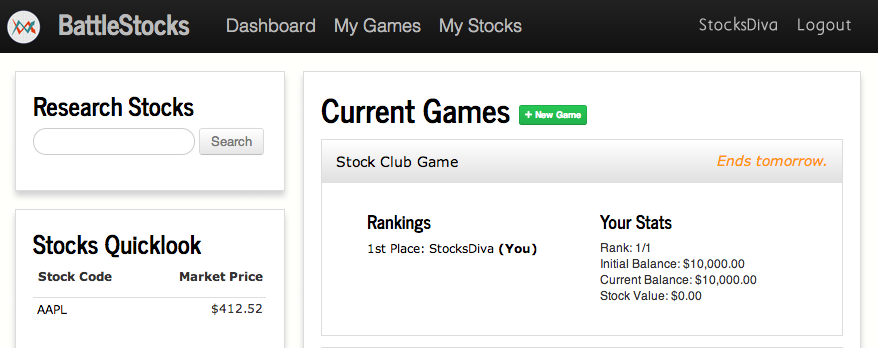 BattleStocks Dashboard My Games My Stocks StocksDiva Logout
Research Stocks
Search
Stocks Quicklook
Stock Code Market Price
AAPL $412.52
Current Games + New Game
Stock Club Game Ends tomorrow.
Rankings
1st Place: StocksDiva (You)
Your Stats
Rank: 1/1
Initial Balance: $10,000.00
Current Balance: $10,000.00
Stock Value: $0.00